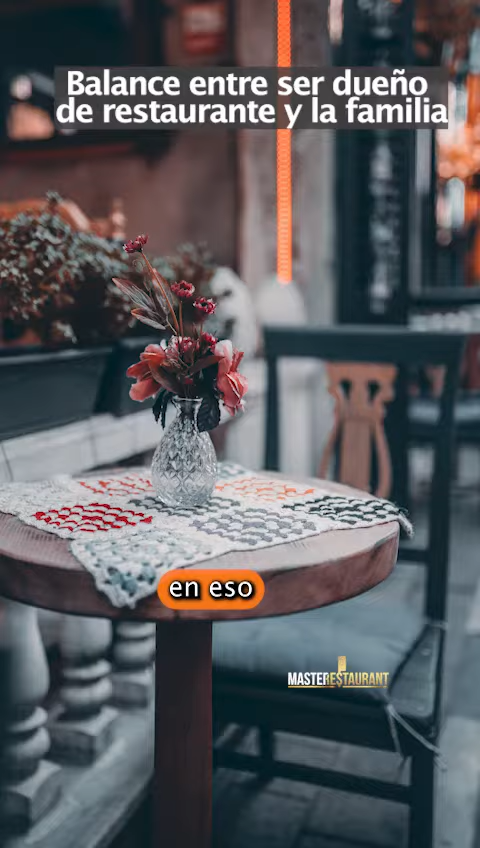 Balance entre ser dueño
de restaurante y la familia
en eso
MASTERESTAURANT